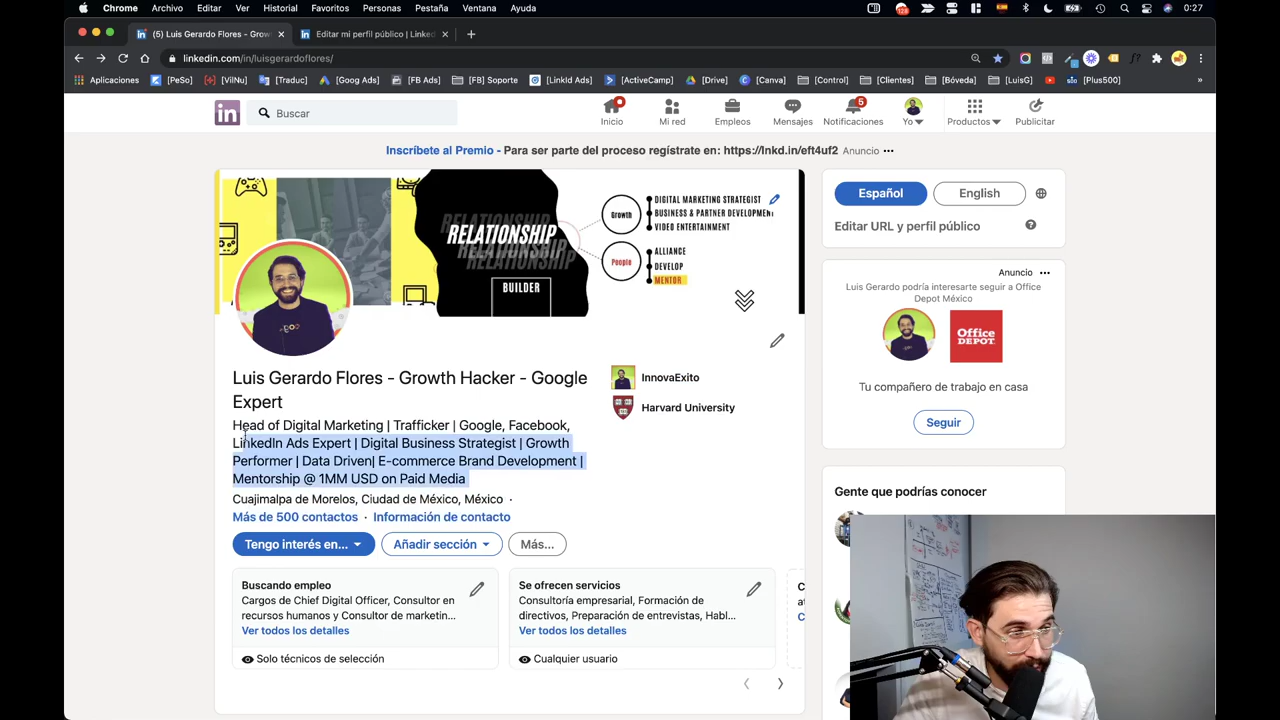 Chrome Archivo Editar Ver Historial Favoritos Personas Pestaña Ventana Ayuda 0:27
(5) Luis Gerardo Flores - Grow
Editar mi perfil público | Linked
linkedin.com/in/luisgerardoflores/
Aplicaciones [PeSo] [VilNu] [Traduc] [Goog Ads] [FB Ads] [FB] Soporte [LinkId Ads] [ActiveCamp] [Drive] [Canva] [Control] [Clientes] [Bóveda] [LuisG] [Plus500] »
in Buscar
Inicio Mi red Empleos Mensajes Notificaciones Yo Productos Publicitar
5
Inscríbete al Premio - Para ser parte del proceso regístrate en: https://lnkd.in/eft4uf2 Anuncio
RELATIONSHIP
BUILDER
Growth
DIGITAL MARKETING STRATEGIST
BUSINESS & PARTNER DEVELOPMENT
VIDEO ENTERTAINMENT
People
ALLIANCE
DEVELOP
MENTOR
Luis Gerardo Flores - Growth Hacker - Google
Expert
Head of Digital Marketing | Trafficker | Google, Facebook,
LinkedIn Ads Expert | Digital Business Strategist | Growth
Performer | Data Driven| E-commerce Brand Development |
Mentorship @ 1MM USD on Paid Media
Cuajimalpa de Morelos, Ciudad de México, México ·
Más de 500 contactos · Información de contacto
InnovaExito
Harvard University
Tengo interés en... Añadir sección Más...
Buscando empleo
Cargos de Chief Digital Officer, Consultor en
recursos humanos y Consultor de marketin...
Ver todos los detalles
Solo técnicos de selección
Se ofrecen servicios
Consultoría empresarial, Formación de
directivos, Preparación de entrevistas, Habl...
Ver todos los detalles
Cualquier usuario
Español English
Editar URL y perfil público
Anuncio
Luis Gerardo podría interesarte seguir a Office
Depot México
Office
DEPOT
Tu compañero de trabajo en casa
Seguir
Gente que podrías conocer